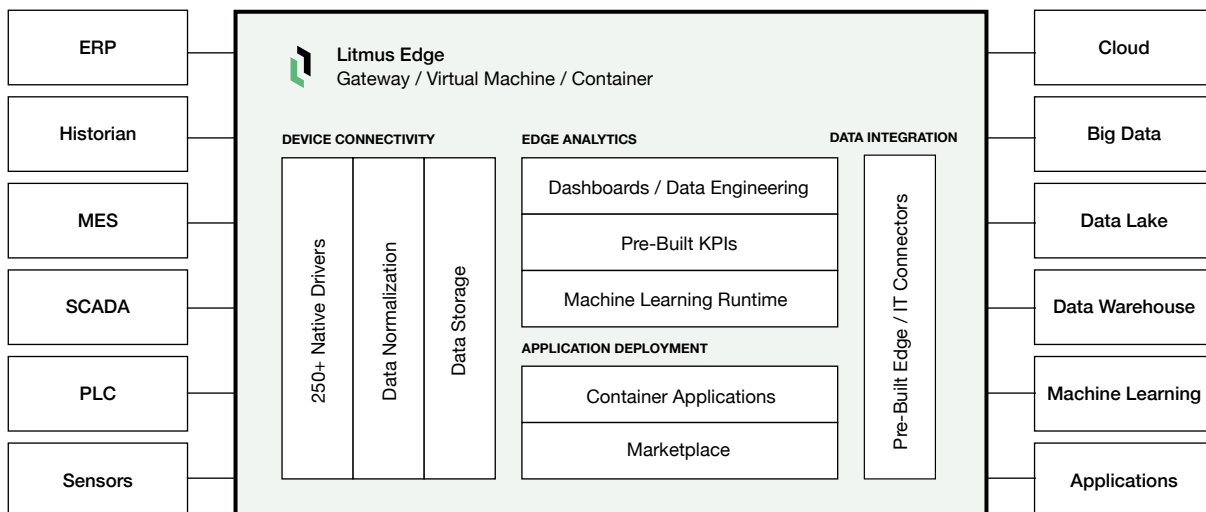 ERP
Historian
MES
SCADA
PLC
Sensors
Litmus Edge
Gateway / Virtual Machine / Container
DEVICE CONNECTIVITY
250+ Native Drivers
Data Normalization
Data Storage
EDGE ANALYTICS
Dashboards / Data Engineering
Pre-Built KPIs
Machine Learning Runtime
APPLICATION DEPLOYMENT
Container Applications
Marketplace
DATA INTEGRATION
Pre-Built Edge / IT Connectors
Cloud
Big Data
Data Lake
Data Warehouse
Machine Learning
Applications